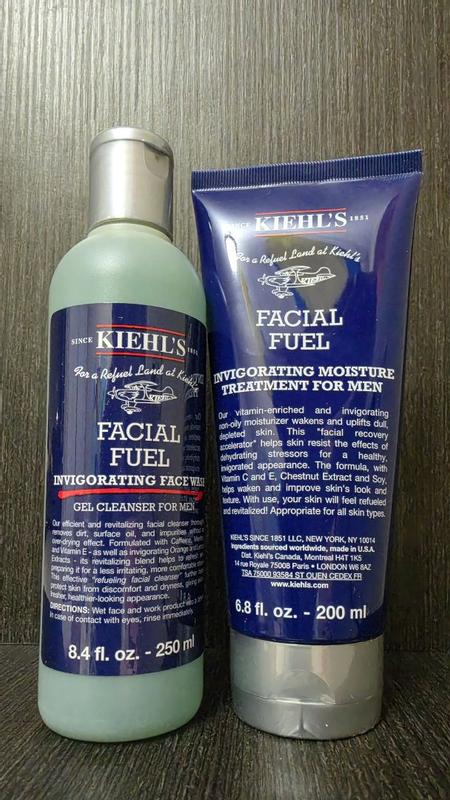 SINCE KIEHL'S 1851
For a Refuel Land at Kiehl's
FACIAL
FUEL
INVIGORATING FACE WASH
GEL CLEANSER FOR MEN
Our efficient and revitalizing facial cleanser
removes dirt, surface oil, and impurities without
over-drying effect. Formulated with Caffeine,
and Vitamin E - as well as invigorating Orange and
Extracts - its revitalizing blend helps to refresh
preparing it for a less irritating, more comfortable
This effective "refueling facial cleanser"
protect skin from discomfort and dryness,
fresher, healthier-looking appearance.
DIRECTIONS: Wet face and work product
In case of contact with eyes, rinse immediately.
8.4 fl. oz. - 250 ml
SINCE KIEHL'S 1851
For a Refuel Land at Kiehl's
KIEHL'S
FACIAL
FUEL
INVIGORATING MOISTURE
TREATMENT FOR MEN
Our vitamin-enriched and invigorating
non-oily moisturizer wakens and uplifts dull,
depleted skin. This "facial recovery
accelerator" helps skin resist the effects of
dehydrating stressors for a healthy,
invigorated appearance. The formula, with
Vitamin C and E, Chestnut Extract and Soy,
helps waken and improve skin's look and
texture. With use, your skin will feel refueled
and revitalized! Appropriate for all skin types.
KIEHL'S SINCE 1851 LLC, NEW YORK, NY 10014
Ingredients sourced worldwide, made in U.S.A.
Dist. Kiehl's Canada, Montreal H4T 1K5
14 rue Royale 75008 Paris • LONDON W6 8AZ
TSA 75000 93584 ST OUEN CEDEX FR
www.kiehls.com
6.8 fl. oz. - 200 ml